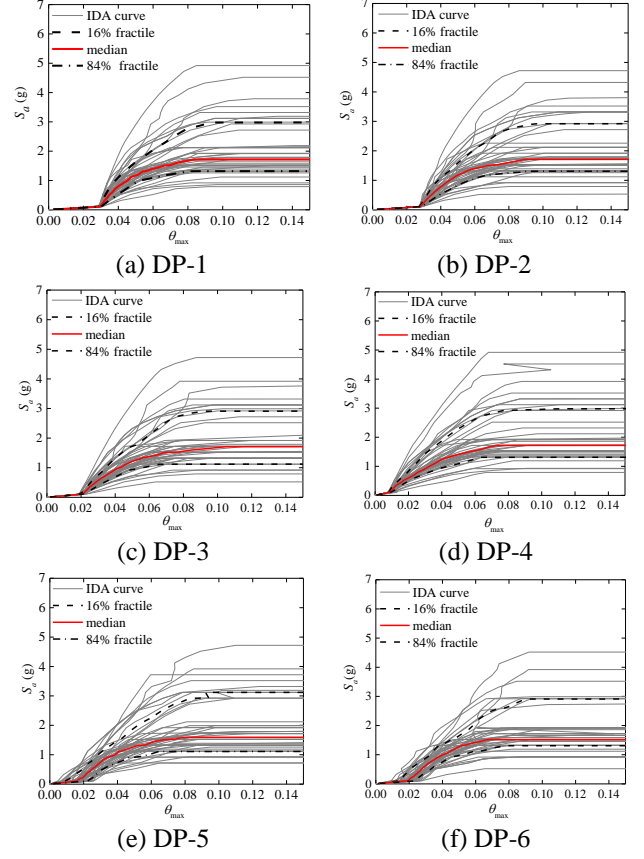 7
6
5
4
3
2
1
0
S_a (g)
IDA curve
16% fractile
median
84% fractile
0.00 0.02 0.04 0.06 0.08 0.10 0.12 0.14
θ_max
(a) DP-1
7
6
5
4
3
2
1
0
S_a (g)
IDA curve
16% fractile
median
84% fractile
0.00 0.02 0.04 0.06 0.08 0.10 0.12 0.14
θ_max
(b) DP-2
7
6
5
4
3
2
1
0
S_a (g)
IDA curve
16% fractile
median
84% fractile
0.00 0.02 0.04 0.06 0.08 0.10 0.12 0.14
θ_max
(c) DP-3
7
6
5
4
3
2
1
0
S_a (g)
IDA curve
16% fractile
median
84% fractile
0.00 0.02 0.04 0.06 0.08 0.10 0.12 0.14
θ_max
(d) DP-4
7
6
5
4
3
2
1
0
S_a (g)
IDA curve
16% fractile
median
84% fractile
0.00 0.02 0.04 0.06 0.08 0.10 0.12 0.14
θ_max
(e) DP-5
7
6
5
4
3
2
1
0
S_a (g)
IDA curve
16% fractile
median
84% fractile
0.00 0.02 0.04 0.06 0.08 0.10 0.12 0.14
θ_max
(f) DP-6